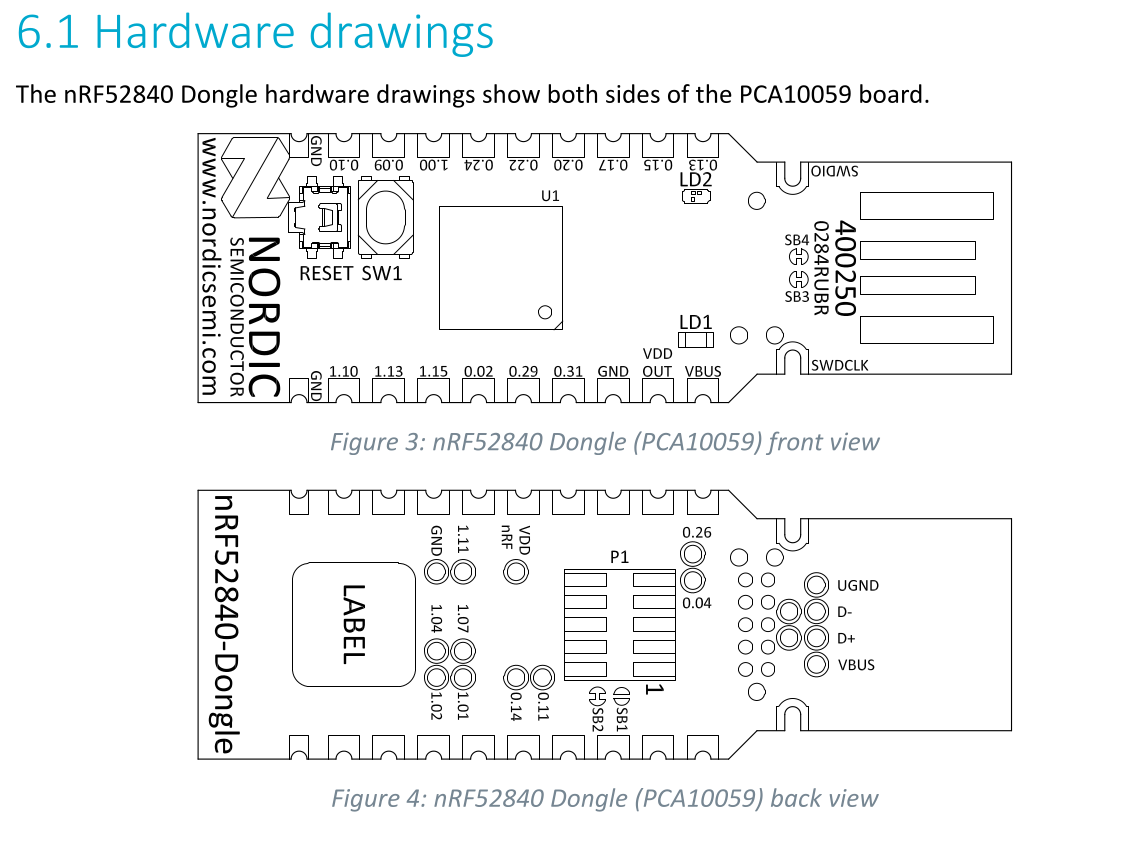 6.1 Hardware drawings
The nRF52840 Dongle hardware drawings show both sides of the PCA10059 board.
www.nordicsemi.com
NORDIC
SEMICONDUCTOR
GND 0.10 0.09 1.00 0.24 0.22 0.20 0.17 0.15 0.13
SWDIO
LD2
U1
RESET SW1
SB4
SB3
0284RUBR
400250
LD1
SWDCLK
GND 1.10 1.13 1.15 0.02 0.29 0.31 GND VDD OUT VBUS
Figure 3: nRF52840 Dongle (PCA10059) front view
nRF52840-Dongle
LABEL
GND 1.11
VDD
nRF
P1
0.26
0.04
UGND
D-
D+
VBUS
1.04 1.07
1.02 1.01
0.14 0.11
SB2 SB1
1
Figure 4: nRF52840 Dongle (PCA10059) back view